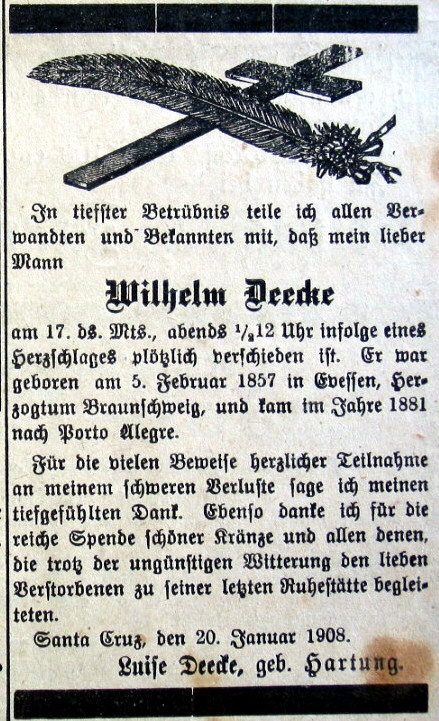 In tiefster Betrübnis teile ich allen Ver-
wandten und Bekannten mit, daß mein lieber
Mann
Wilhelm Deecke
am 17. ds. Mts., abends ½12 Uhr infolge eines
Herzschlages plötzlich verschieden ist. Er war
geboren am 5. Februar 1857 in Evessen, Her-
zogtum Braunschweig, und kam im Jahre 1881
nach Porto Alegre.
Für die vielen Beweise herzlicher Teilnahme
an meinem schweren Verluste sage ich meinen
tiefgefühlten Dank. Ebenso danke ich für die
reiche Spende schöner Kränze und allen denen,
die trotz der ungünstigen Witterung den lieben
Verstorbenen zu seiner letzten Ruhestätte beglei-
teten.
Santa Cruz, den 20. Januar 1908.
Luise Deecke, geb. Hartung.